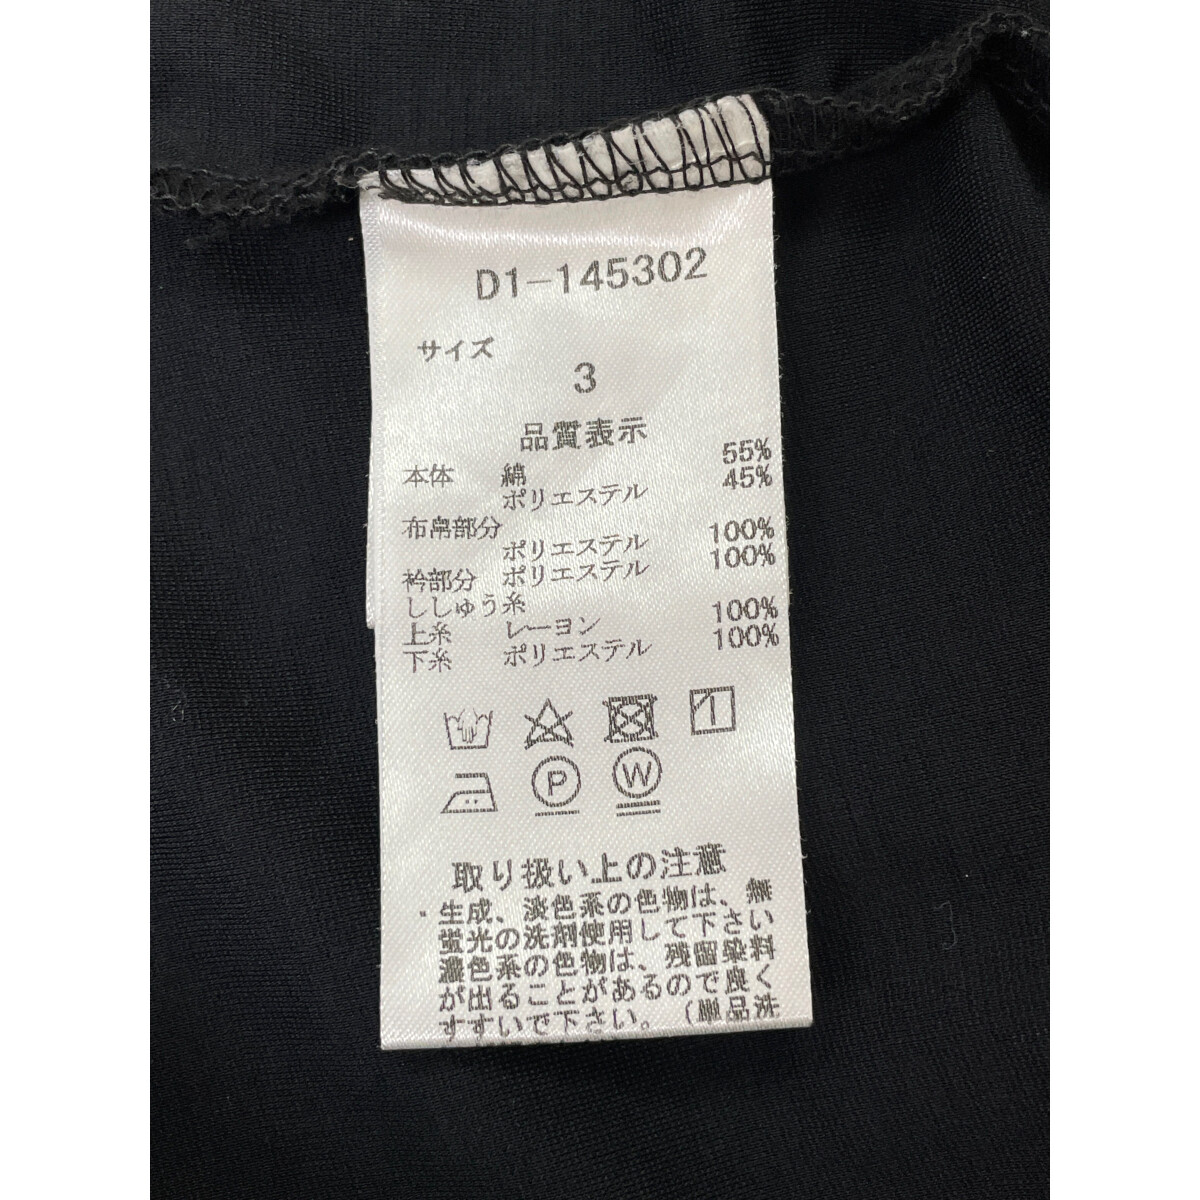 D1-145302
サイズ
3
品質表示
本体 綿 55%
ポリエステル 45%
布帛部分
ポリエステル 100%
衿部分 ポリエステル 100%
ししゅう糸
上糸 レーヨン 100%
下糸 ポリエステル 100%
P W
取り扱い上の注意
・生成、淡色系の色物は、無
蛍光の洗剤使用して下さい
濃色系の色物は、残留染料
が出ることがあるので良く
すすいで下さい。(単品洗